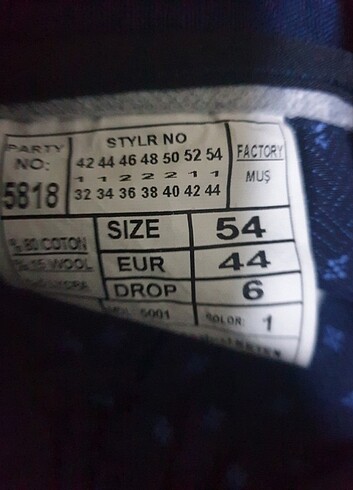 PARTY
NO:
5818
STYLR NO
42 44 46 48 50 52 54
1 1 2 2 2 1 1
32 34 36 38 40 42 44
FACTORY
MUŞ
SIZE 54
EUR 44
DROP 6
% 80 COTON
WOOL
5001
1